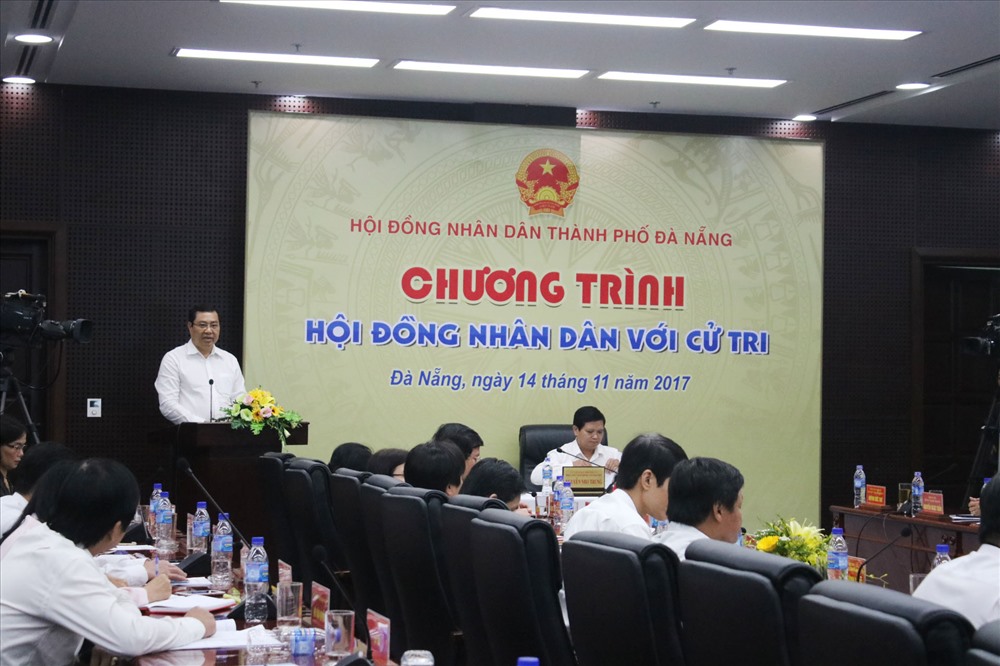 HỘI ĐỒNG NHÂN DÂN THÀNH PHỐ ĐÀ NẴNG
CHƯƠNG TRÌNH
HỘI ĐỒNG NHÂN DÂN VỚI CỬ TRI
Đà Nẵng, ngày 14 tháng 11 năm 2017